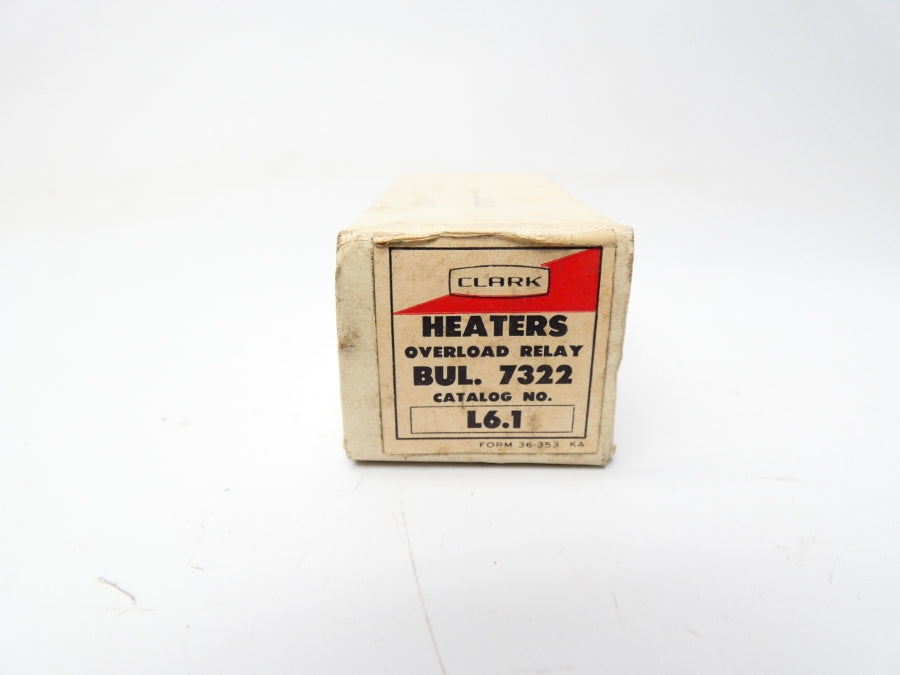 CLARK
HEATERS
OVERLOAD RELAY
BUL. 7322
CATALOG NO.
L6.1
FORM 36-353 KA